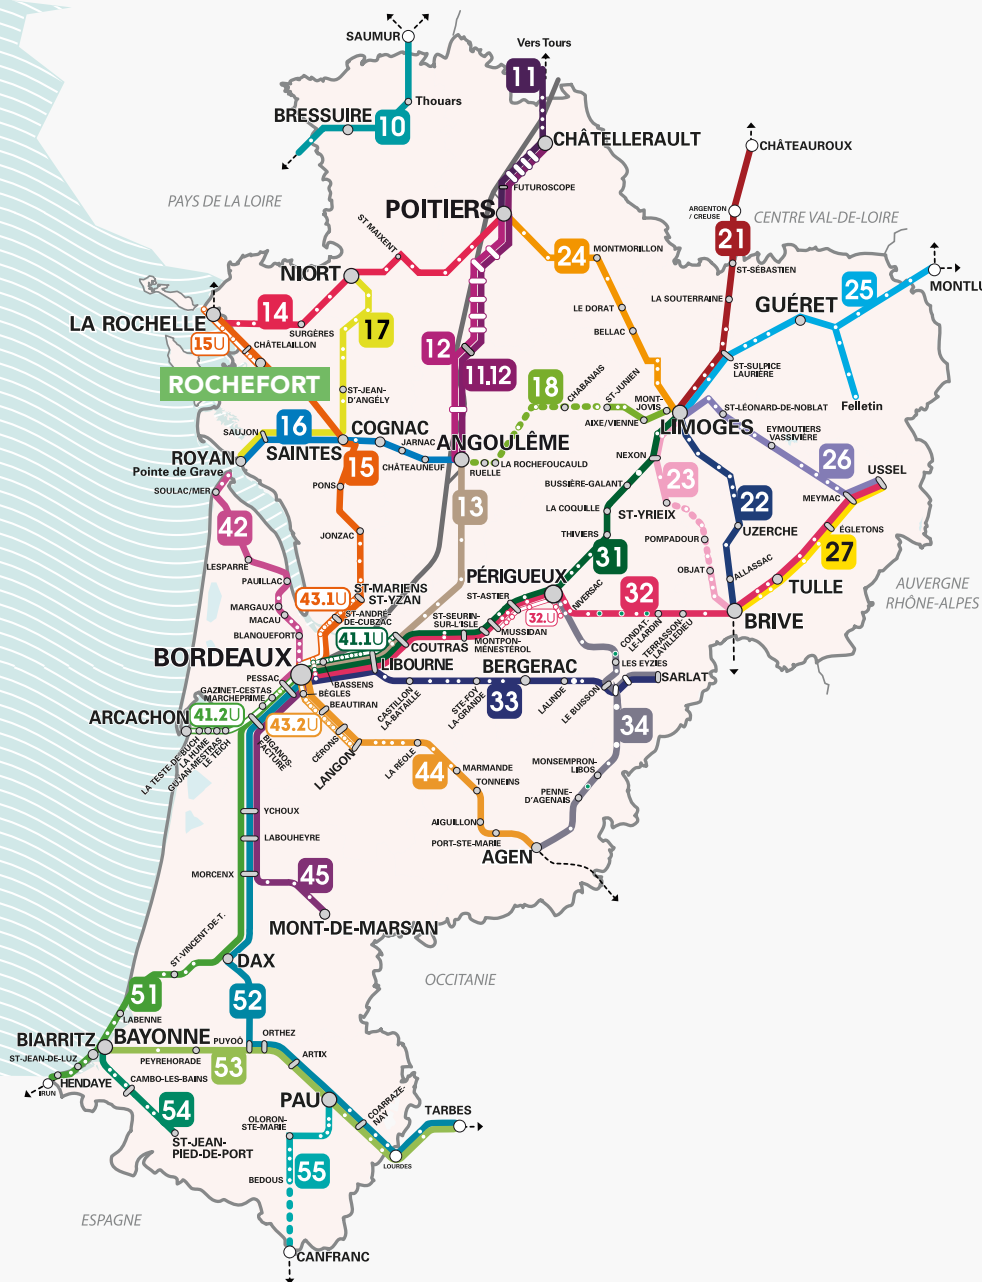 SAUMUR
Vers Tours
11
Thouars
BRESSUIRE
10
CHÂTELLERAULT
CHÂTEAUROUX
FUTUROSCOPE
PAYS DE LA LOIRE
POITIERS
ARGENTON
/ CREUSE
CENTRE VAL-DE-LOIRE
ST MAIXENT
24
MONTMORILLON
21
ST-SÉBASTIEN
NIORT
MONTLU
25
LA SOUTERRAINE
GUÉRET
LE DORAT
LA ROCHELLE
14
SURGÈRES
17
BELLAC
15U
CHÂTELAILLON
12
11.12
ST-SULPICE
LAURIÈRE
ROCHEFORT
18
CHABANAIS
ST-JUNIEN
ST-JEAN-
D'ANGÉLY
MONT-
JOVIS
ST-LÉONARD-DE-NOBLAT
Felletin
AIXE/VIENNE
LIMOGES
SAUJON
16
COGNAC
EYMOUTIERS
VASSIVIÈRE
JARNAC
ANGOULÊME
ROYAN
SAINTES
CHÂTEAUNEUF
RUELLE
LA ROCHEFOUCAULD
NEXON
26
USSEL
Pointe de Grave
15
SOULAC/MER
PONS
BUSSIÈRE-GALANT
23
MEYMAC
13
LA COQUILLE
ST-YRIEIX
22
42
ÉGLETONS
JONZAC
THIVIERS
UZERCHE
POMPADOUR
27
31
LESPARRE
OBJAT
ALLASSAC
PAUILLAC
PÉRIGUEUX
TULLE
AUVERGNE
RHÔNE-ALPES
43.1U
ST-MARIENS
ST-YZAN
ST-ASTIER
NIVERSAC
32
MARGAUX
MACAU
ST-ANDRÉ-
DE-CUBZAC
ST-SEURIN-
SUR-L'ISLE
32.U
BRIVE
BLANQUEFORT
41.1U
MUSSIDAN
CONDAT-
LE-LARDIN
TERRASSON-
LAVILLEDIEU
COUTRAS
MONTPON-
MÉNESTÉROL
BORDEAUX
LIBOURNE
BERGERAC
LES EYZIES
PESSAC
BASSENS
SARLAT
GAZINET-CESTAS
MARCHEPRIME
BÈGLES
CASTILLON
LA-BATAILLE
STE-FOY
LA-GRANDE
33
LALINDE
LE BUISSON
BEAUTIRAN
ARCACHON
41.2U
43.2U
34
LA TESTE-DE-BUCH
LA HUME
GUJAN-MESTRAS
LE TEICH
BIGANOS-
FACTURE
CÉRONS
LANGON
LA RÉOLE
44
MARMANDE
MONSEMPRON-
LIBOS
TONNEINS
PENNE-
D'AGENAIS
YCHOUX
AIGUILLON
LABOUHEYRE
PORT-STE-MARIE
AGEN
MORCENX
45
MONT-DE-MARSAN
ST-VINCENT-DE-T.
DAX
OCCITANIE
51
52
LABENNE
BIARRITZ
BAYONNE
PUYOÔ
ORTHEZ
ST-JEAN-DE-LUZ
PEYREHORADE
53
ARTIX
HENDAYE
CAMBO-LES-BAINS
IRUN
54
PAU
COARRAZE-
NAY
TARBES
OLORON-
STE-MARIE
ST-JEAN-
PIED-DE-PORT
LOURDES
55
BEDOUS
ESPAGNE
CANFRANC